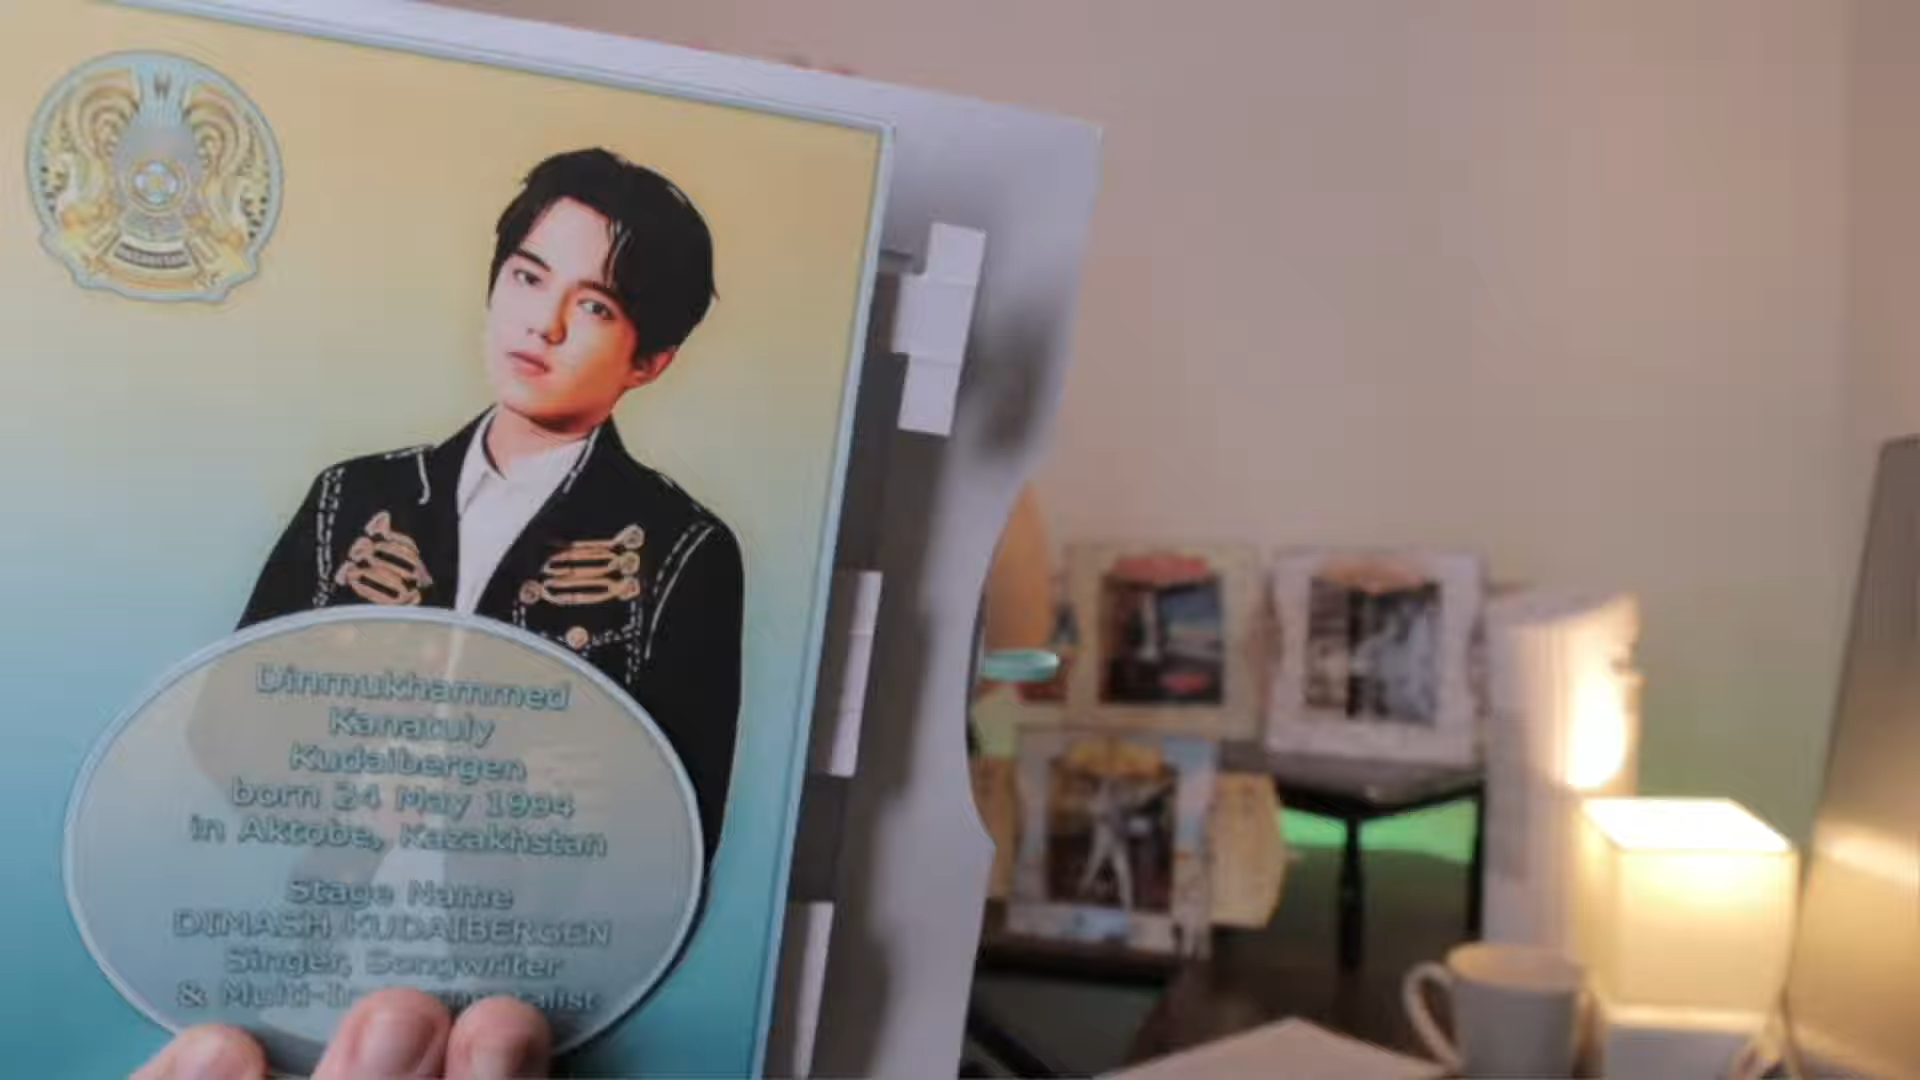 Dinmukhammed
Kanatuly
Kudaibergen
born 24 May 1994
in Aktobe, Kazakhstan
Stage Name
DIMASH KUDAIBERGEN
Singer, Songwriter
&